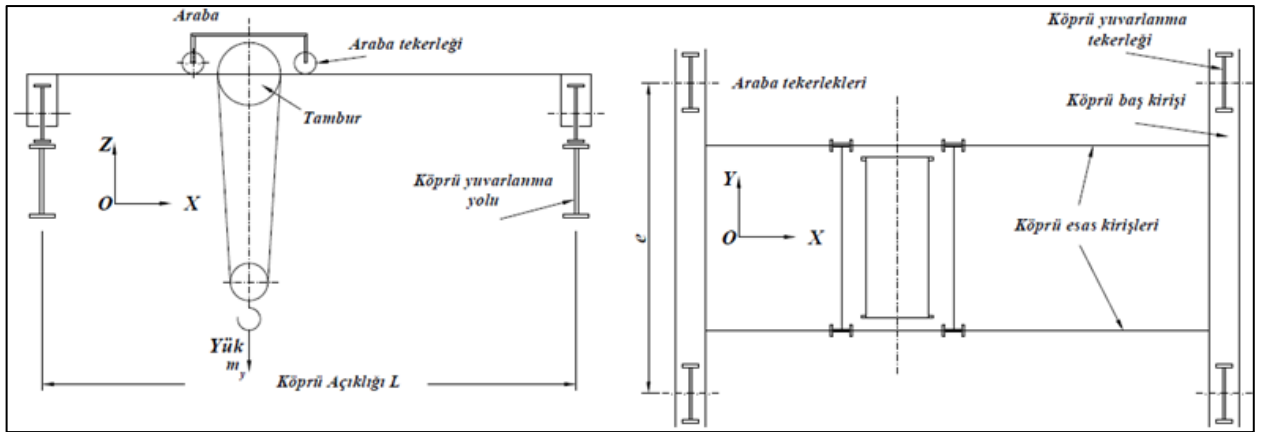 Araba
Araba tekerleği
Tambur
Z
O
X
Köprü yuvarlanma
yolu
Yük
m_y
Köprü Açıklığı L
Köprü yuvarlanma
tekerleği
Araba tekerlekleri
Köprü baş kirişi
Y
O
X
e
Köprü esas kirişleri